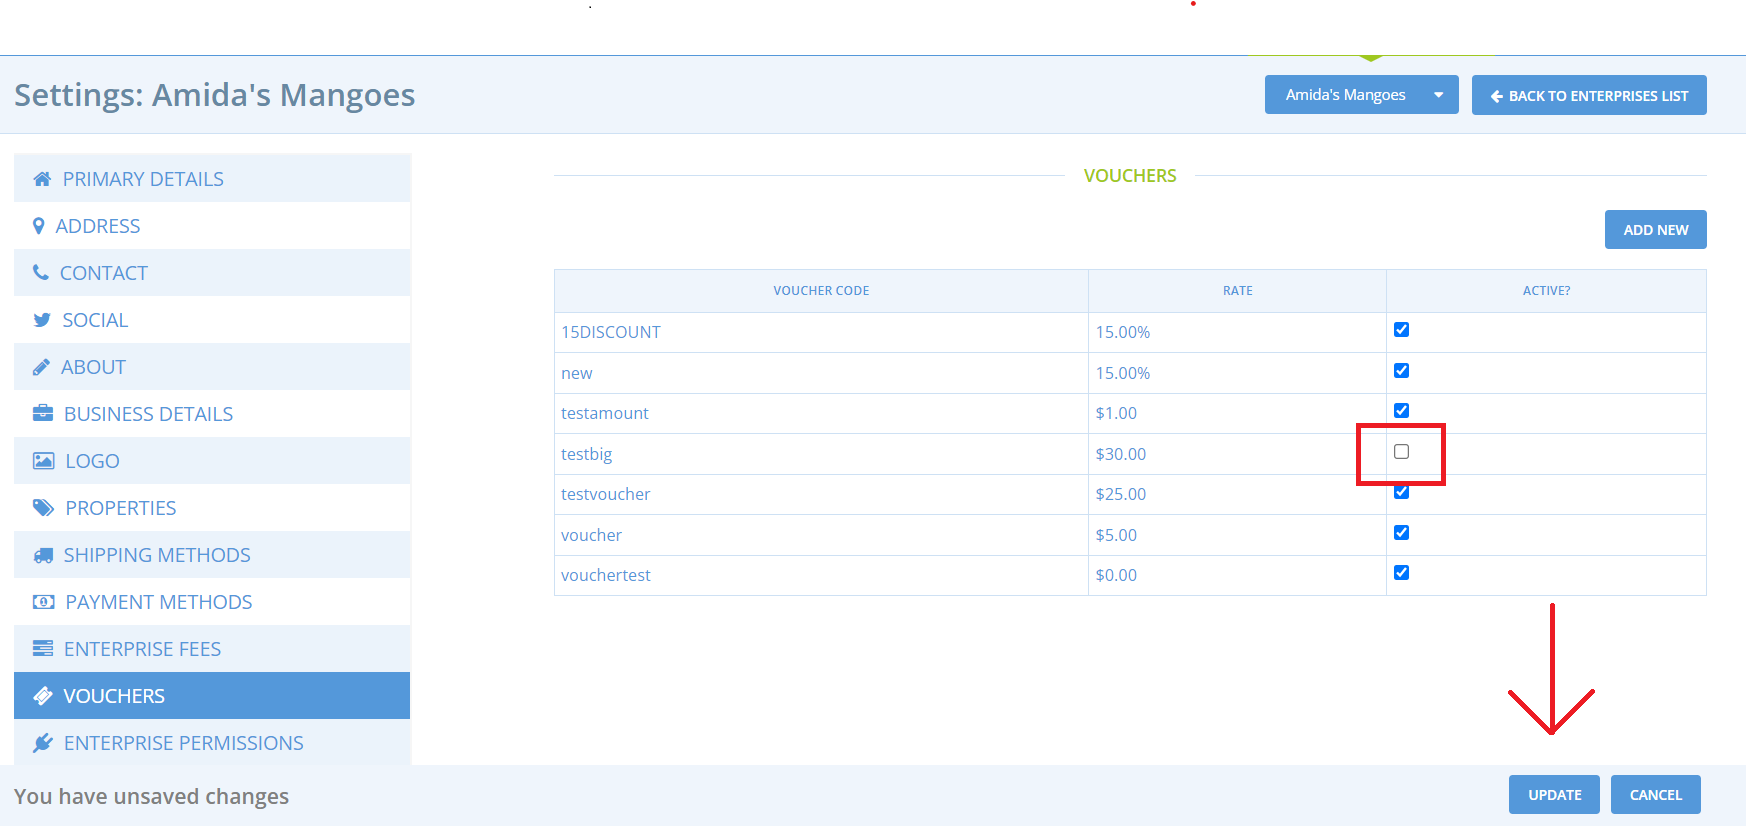 Settings: Amida's Mangoes
Amida's Mangoes
BACK TO ENTERPRISES LIST
PRIMARY DETAILS
ADDRESS
CONTACT
SOCIAL
ABOUT
BUSINESS DETAILS
LOGO
PROPERTIES
SHIPPING METHODS
PAYMENT METHODS
ENTERPRISE FEES
VOUCHERS
ENTERPRISE PERMISSIONS
VOUCHERS
ADD NEW
VOUCHER CODE RATE ACTIVE?
15DISCOUNT 15.00%
new 15.00%
testamount $1.00
testbig $30.00
testvoucher $25.00
voucher $5.00
vouchertest $0.00
You have unsaved changes
UPDATE
CANCEL